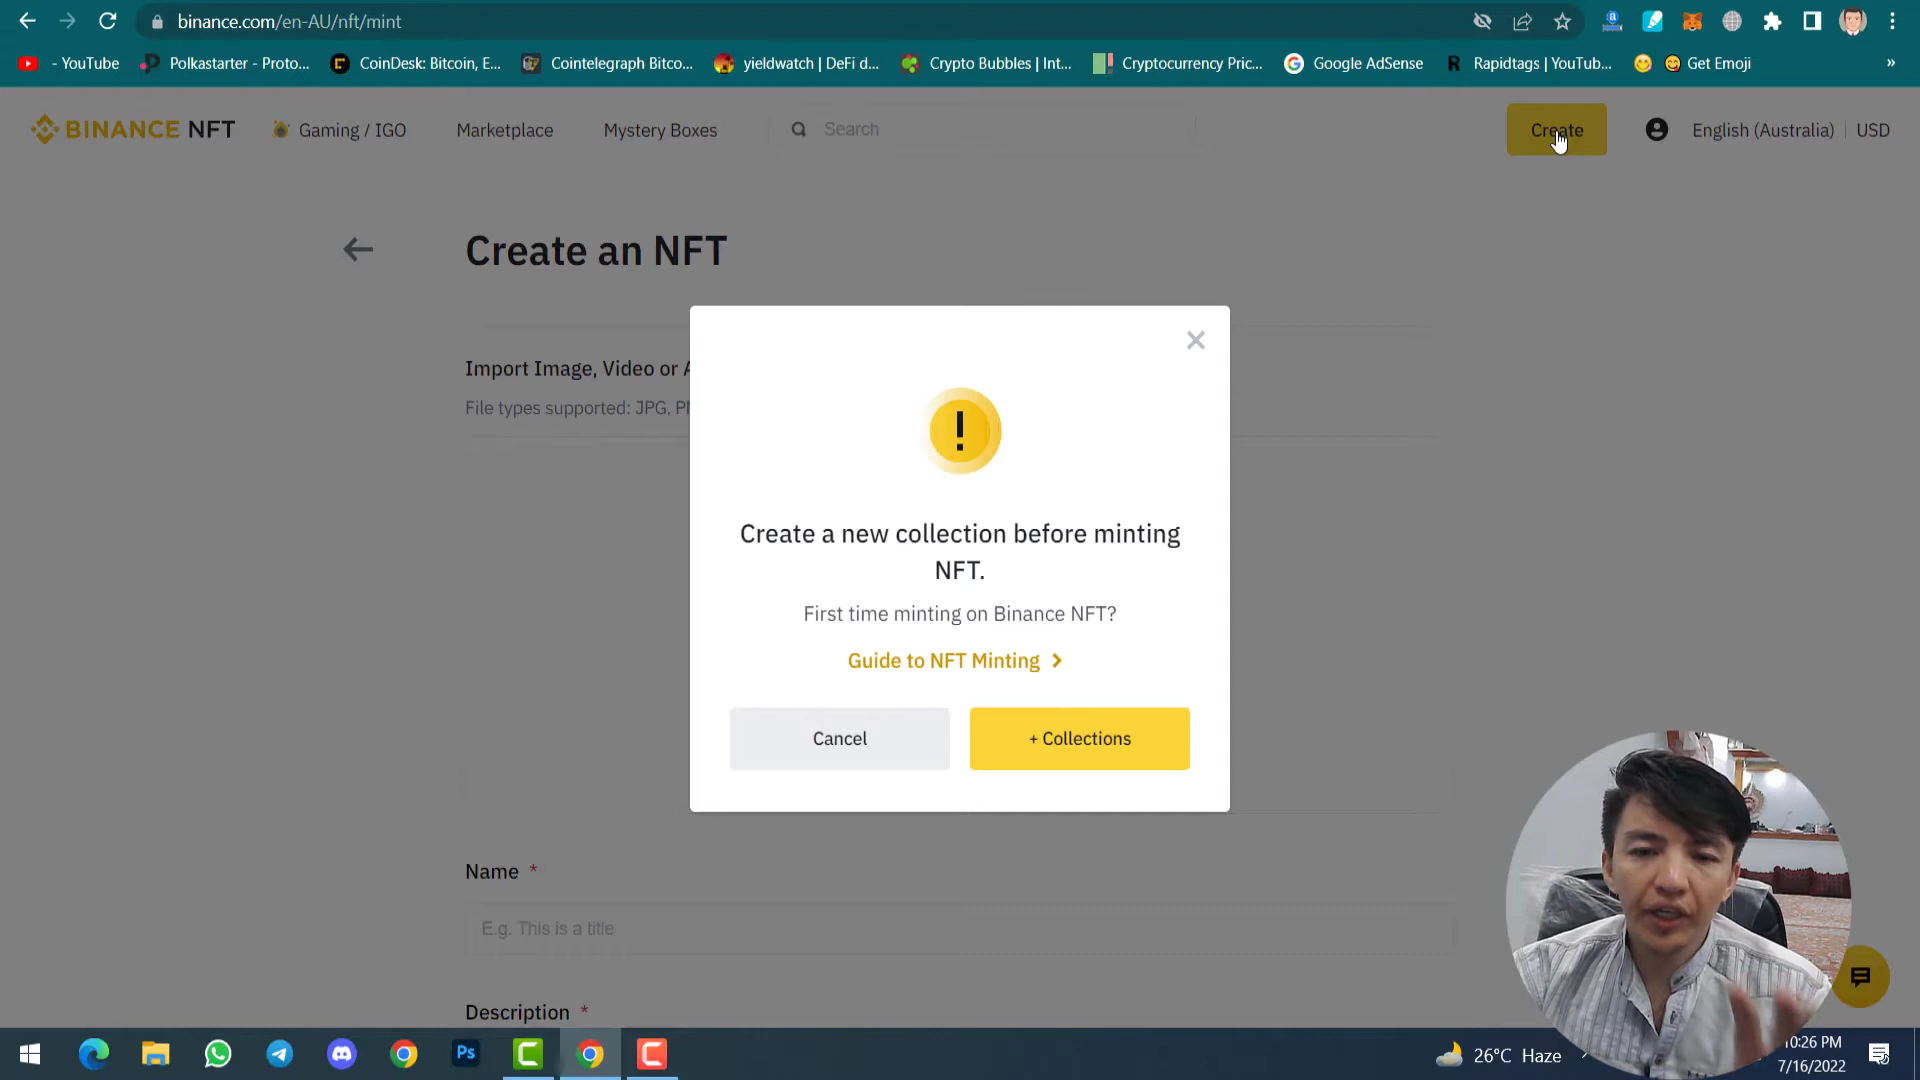 binance.com/en-AU/nft/mint
- YouTube
Polkastarter - Proto...
CoinDesk: Bitcoin, E...
Cointelegraph Bitco...
yieldwatch | DeFi d...
Crypto Bubbles | Int...
Cryptocurrency Pric...
Google AdSense
Rapidtags | YouTub...
Get Emoji
»
BINANCE NFT
Gaming / IGO
Marketplace
Mystery Boxes
Search
Create
English (Australia)
USD
Create an NFT
Import Image, Video or A
File types supported: JPG, PN
Create a new collection before minting
NFT.
First time minting on Binance NFT?
Guide to NFT Minting
Cancel
+ Collections
Name *
E.g. This is a title
Description *
Ps
26°C Haze
10:26 PM
7/16/2022